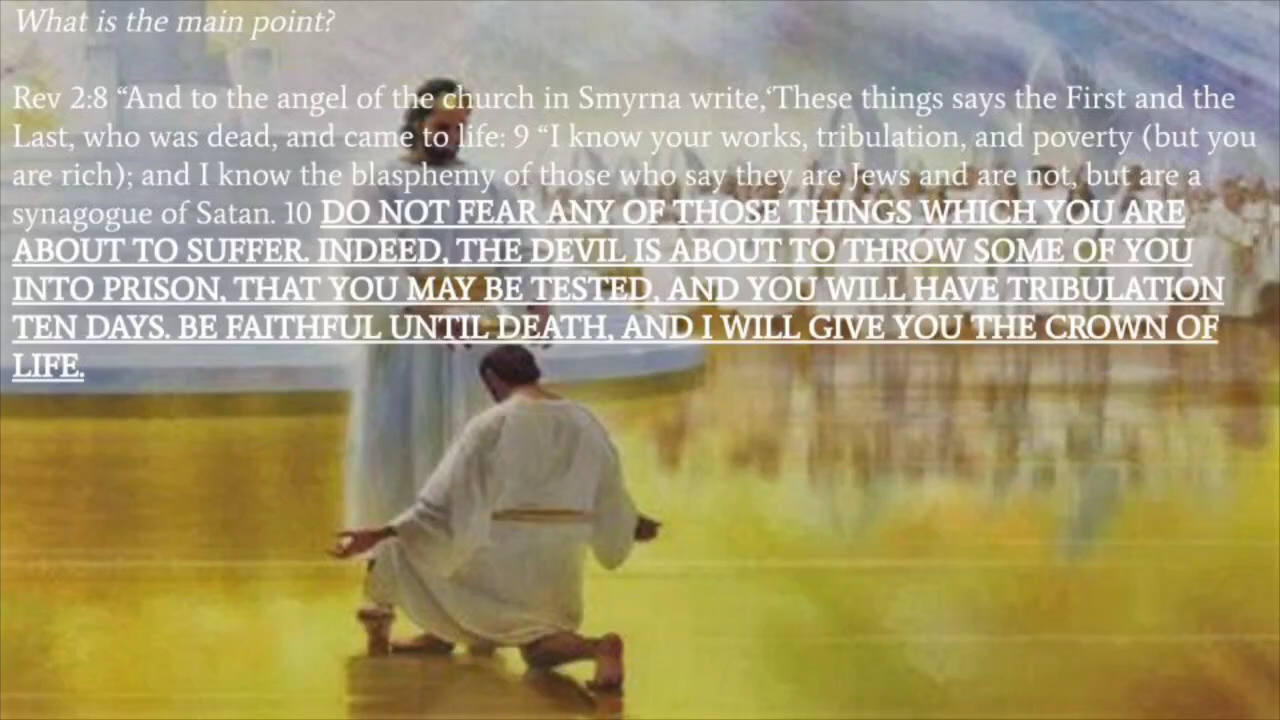 What is the main point?
Rev 2:8 “And to the angel of the church in Smyrna write,‘These things says the First and the
Last, who was dead, and came to life: 9 “I know your works, tribulation, and poverty (but you
are rich); and I know the blasphemy of those who say they are Jews and are not, but are a
synagogue of Satan. 10 DO NOT FEAR ANY OF THOSE THINGS WHICH YOU ARE
ABOUT TO SUFFER. INDEED, THE DEVIL IS ABOUT TO THROW SOME OF YOU
INTO PRISON, THAT YOU MAY BE TESTED, AND YOU WILL HAVE TRIBULATION
TEN DAYS. BE FAITHFUL UNTIL DEATH, AND I WILL GIVE YOU THE CROWN OF
LIFE.